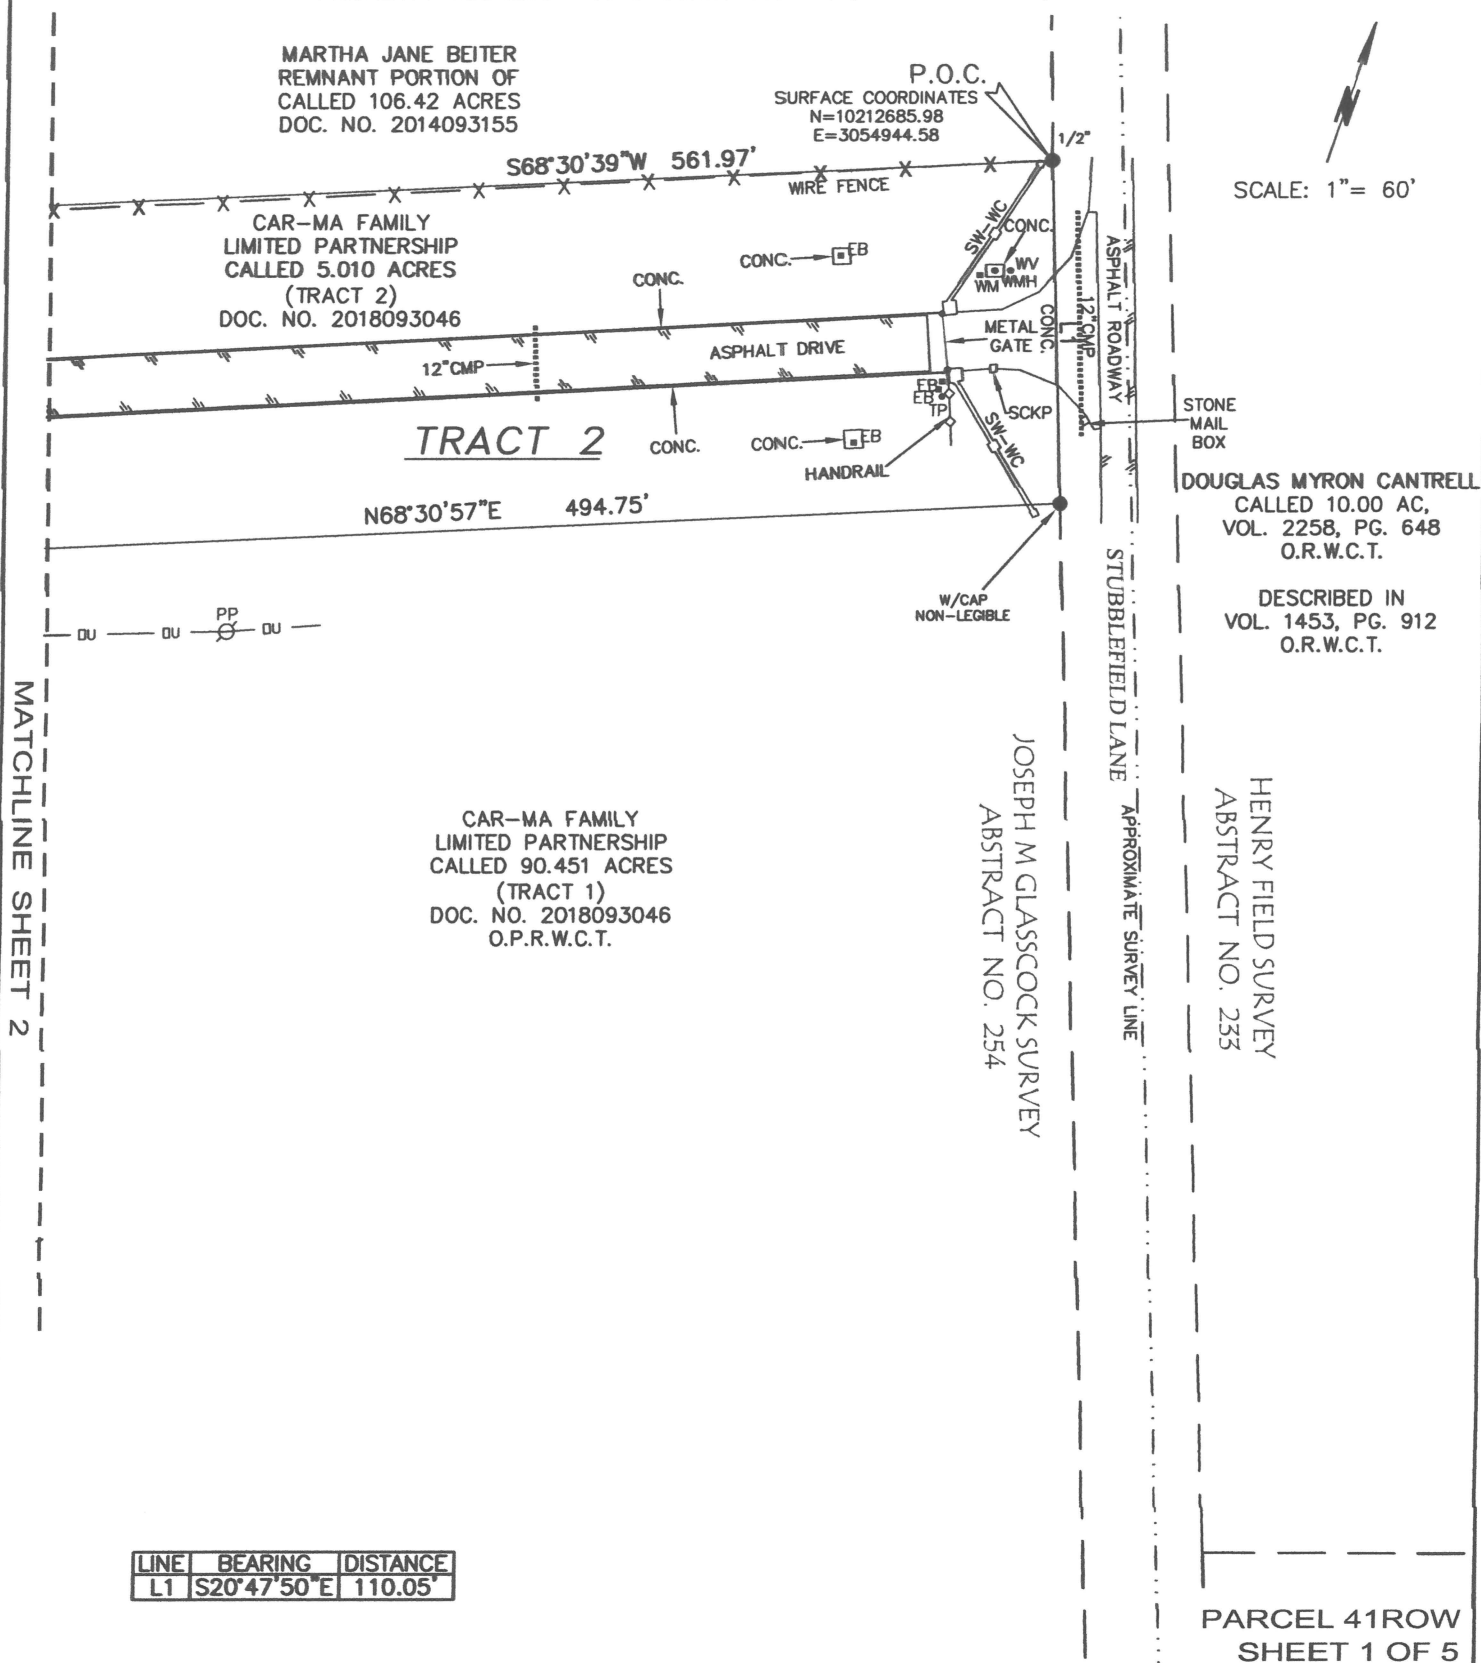 MARTHA JANE BEITER
REMNANT PORTION OF
CALLED 106.42 ACRES
DOC. NO. 2014093155
P.O.C.
SURFACE COORDINATES
N=10212685.98
E=3054944.58
1/2"
SCALE: 1"= 60'
S68°30'39"W 561.97'
WIRE FENCE
CAR-MA FAMILY
LIMITED PARTNERSHIP
CALLED 5.010 ACRES
(TRACT 2)
DOC. NO. 2018093046
CONC.
CONC.
EB
SW-WC
CONC.
WV
WM
WMH
CONC.
METAL
GATE
12"CMP
ASPHALT ROADWAY
ASPHALT DRIVE
12"CMP
EB
EB
TP
SCKP
STONE
MAIL
BOX
TRACT 2
CONC.
CONC.
EB
SW-WC
HANDRAIL
N68°30'57"E 494.75'
W/CAP
NON-LEGIBLE
DOUGLAS MYRON CANTRELL
CALLED 10.00 AC,
VOL. 2258, PG. 648
O.R.W.C.T.
DESCRIBED IN
VOL. 1453, PG. 912
O.R.W.C.T.
PP
OU
OU
OU
STUBBLEFIELD LANE
APPROXIMATE SURVEY LINE
MATCHLINE SHEET 2
CAR-MA FAMILY
LIMITED PARTNERSHIP
CALLED 90.451 ACRES
(TRACT 1)
DOC. NO. 2018093046
O.P.R.W.C.T.
JOSEPH M GLASSCOCK SURVEY
ABSTRACT NO. 254
HENRY FIELD SURVEY
ABSTRACT NO. 233
LINE BEARING DISTANCE
L1 S20°47'50"E 110.05'
PARCEL 41ROW
SHEET 1 OF 5